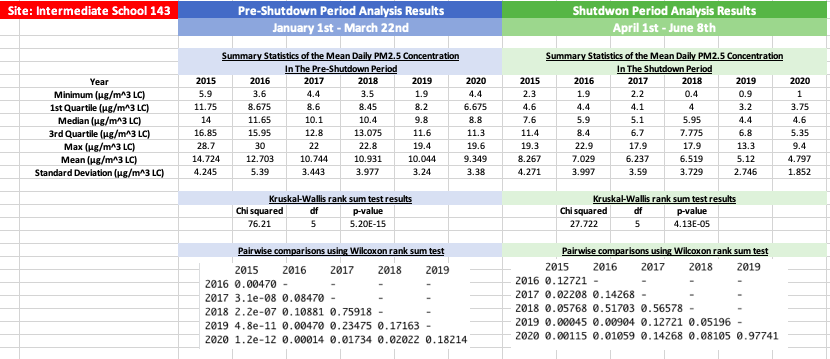 Site: Intermediate School 143 Pre-Shutdown Period Analysis Results Shutdwon Period Analysis Results
January 1st - March 22nd April 1st - June 8th
Summary Statistics of the Mean Daily PM2.5 Concentration Summary Statistics of the Mean Daily PM2.5 Concentration
In The Pre-Shutdown Period In The Shutdown Period
Year 2015 2016 2017 2018 2019 2020 2015 2016 2017 2018 2019 2020
Minimum (µg/m^3 LC) 5.9 3.6 4.4 3.5 1.9 4.4 2.3 1.9 2.2 0.4 0.9 1
1st Quartile (µg/m^3 LC) 11.75 8.675 8.6 8.45 8.2 6.675 4.6 4.4 4.1 4 3.2 3.75
Median (µg/m^3 LC) 14 11.65 10.1 10.4 9.8 8.8 7.6 5.9 5.1 5.95 4.4 4.6
3rd Quartile (µg/m^3 LC) 16.85 15.95 12.8 13.075 11.6 11.3 11.4 8.4 6.7 7.775 6.8 5.35
Max (µg/m^3 LC) 28.7 30 22 22.8 19.4 19.6 19.3 22.9 17.9 17.9 13.3 9.4
Mean (µg/m^3 LC) 14.724 12.703 10.744 10.931 10.044 9.349 8.267 7.029 6.237 6.519 5.12 4.797
Standard Deviation (µg/m^3 LC) 4.245 5.39 3.443 3.977 3.24 3.38 4.271 3.997 3.59 3.729 2.746 1.852
Kruskal-Wallis rank sum test results Kruskal-Wallis rank sum test results
Chi squared df p-value Chi squared df p-value
76.21 5 5.20E-15 27.722 5 4.13E-05
Pairwise comparisons using Wilcoxon rank sum test Pairwise comparisons using Wilcoxon rank sum test
2015 2016 2017 2018 2019 2015 2016 2017 2018 2019
2016 0.00470 - - - - 2016 0.12721 - - - -
2017 3.1e-08 0.08470 - - - 2017 0.02208 0.14268 - - -
2018 2.2e-07 0.10881 0.75918 - - 2018 0.05768 0.51703 0.56578 - -
2019 4.8e-11 0.00470 0.23475 0.17163 - 2019 0.00045 0.00904 0.12721 0.05196 -
2020 1.2e-12 0.00014 0.01734 0.02022 0.18214 2020 0.00115 0.01059 0.14268 0.08105 0.97741